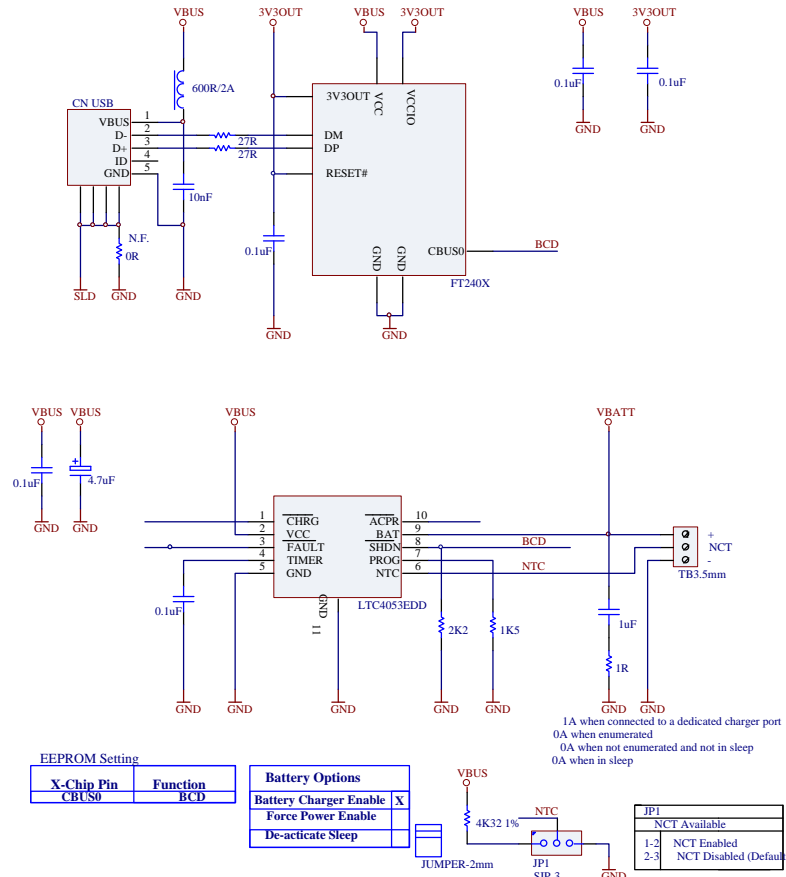 VBUS 3V3OUT VBUS 3V3OUT VBUS 3V3OUT
600R/2A
0.1uF 0.1uF
GND GND
CN USB
VBUS 1
D- 2
D+ 3
ID 4
GND 5
27R
27R
10nF
N.F.
0R
SLD GND GND
0.1uF
GND
3V3OUT VCC VCCIO
DM
DP
RESET#
GND GND
CBUS0 BCD
FT240X
GND
VBUS VBUS VBUS VBATT
0.1uF + 4.7uF
GND GND
1 CHRG ACPR 10
2 VCC BAT 9
3 FAULT SHDN 8 BCD
4 TIMER PROG 7
5 GND NTC 6 NTC
GND 11
LTC4053EDD
+
NCT
-
TB3.5mm
0.1uF 2K2 1K5 1uF
1R
GND GND GND GND GND GND GND
1A when connected to a dedicated charger port
0A when enumerated
0A when not enumerated and not in sleep
0A when in sleep
EEPROM Setting
X-Chip Pin Function
CBUS0 BCD
Battery Options
Battery Charger Enable X
Force Power Enable
De-acticate Sleep
JUMPER-2mm
VBUS
4K32 1%
NTC
JP1
SIP-3
GND
JP1
NCT Available
1-2 NCT Enabled
2-3 NCT Disabled (Default